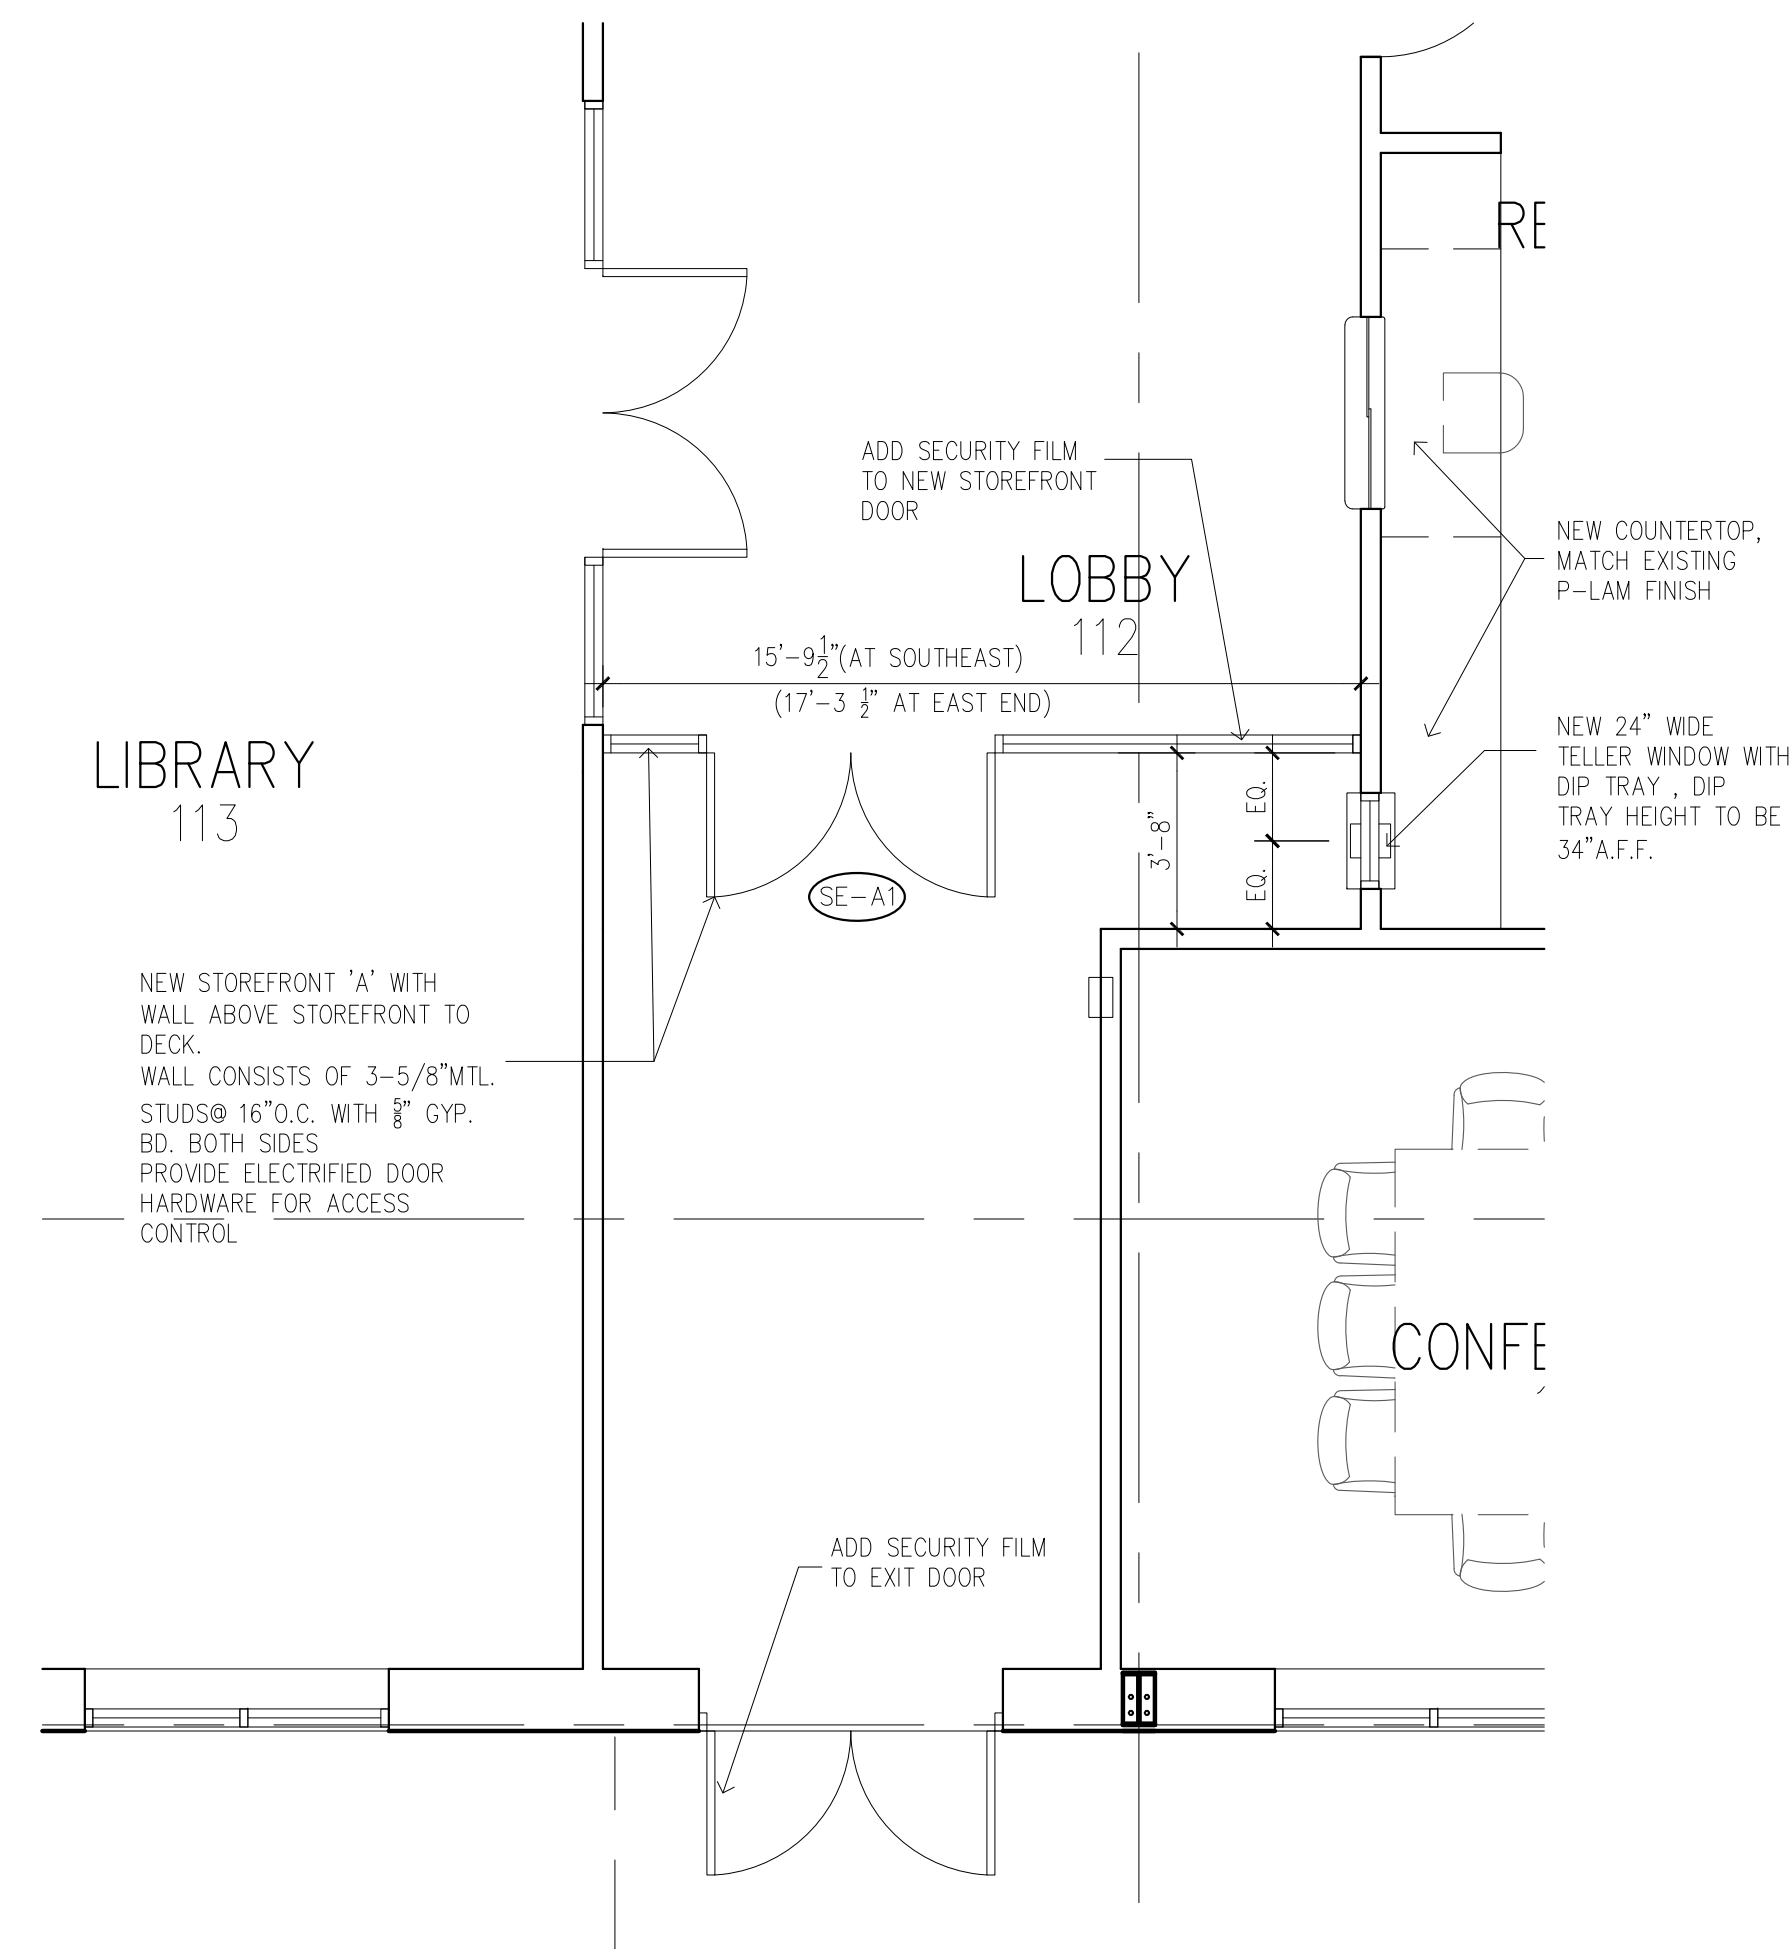 RE
ADD SECURITY FILM
TO NEW STOREFRONT
DOOR
NEW COUNTERTOP,
MATCH EXISTING
P-LAM FINISH
LOBBY
112
15'-9 1/2"(AT SOUTHEAST)
(17'-3 1/2" AT EAST END)
NEW 24" WIDE
TELLER WINDOW WITH
DIP TRAY , DIP
TRAY HEIGHT TO BE
34"A.F.F.
LIBRARY
113
3'-8"
EQ.
EQ.
SE-A1
NEW STOREFRONT 'A' WITH
WALL ABOVE STOREFRONT TO
DECK.
WALL CONSISTS OF 3-5/8"MTL.
STUDS@ 16"O.C. WITH 5/8" GYP.
BD. BOTH SIDES
PROVIDE ELECTRIFIED DOOR
HARDWARE FOR ACCESS
CONTROL
CONFE
ADD SECURITY FILM
TO EXIT DOOR